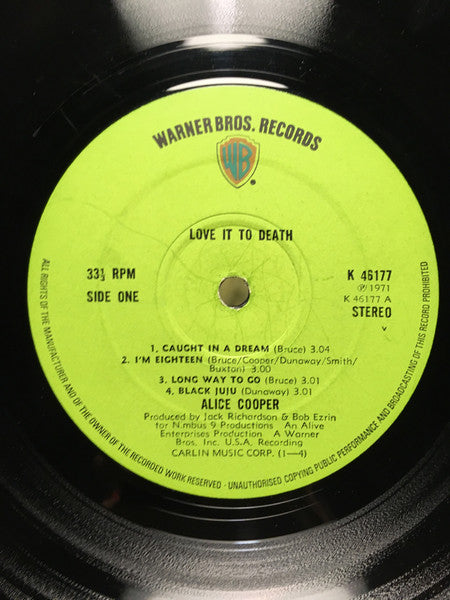 WARNER BROS. RECORDS
WB
LOVE IT TO DEATH
33⅓ RPM
SIDE ONE
K 46177
℗ 1971
K 46177 A
STEREO
1. CAUGHT IN A DREAM (Bruce) 3.04
2. I'M EIGHTEEN (Bruce/Cooper/Dunaway/Smith/
Buxton) 3.00
3. LONG WAY TO GO (Bruce) 3.01
4. BLACK JUJU (Dunaway) 3.01
ALICE COOPER
Produced by Jack Richardson & Bob Ezrin
for N.mbus 9 Productions An Alive
Enterprises Production A Warner
Bros. Inc. U.S.A. Recording
CARLIN MUSIC CORP. (1—4)
ALL RIGHTS OF THE MANUFACTURER AND OF THE OWNER OF THE RECORDED WORK RESERVED · UNAUTHORISED COPYING PUBLIC PERFORMANCE AND BROADCASTING OF THIS RECORD PROHIBITED